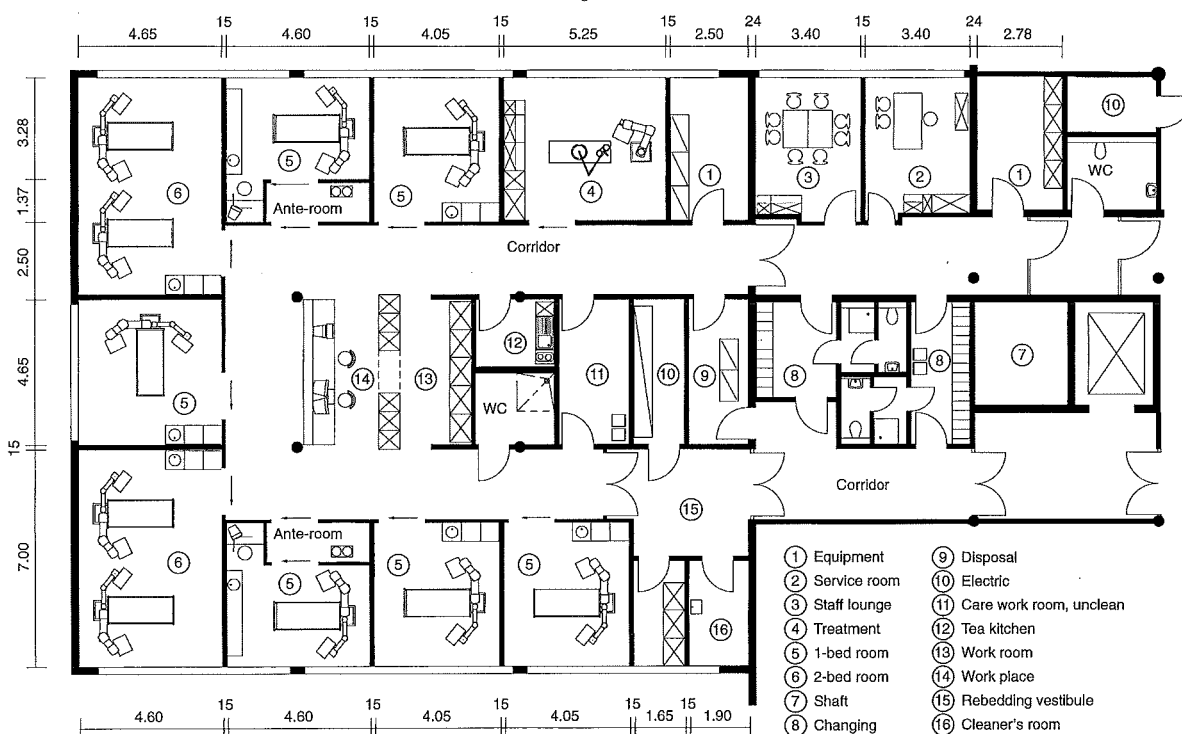 15 15 15 15 24 24
4.65 4.60 4.05 5.25 2.50 3.40 3.40 2.78
3.28
1.37
2.50
4.65
15
7.00
6
5
Ante-room
5
4
1
3
2
1
10
WC
Corridor
5
14
13
12
WC
11
10
9
8
8
7
Corridor
15
6
Ante-room
5
5
5
16
15 15 15 15 15
4.60 4.60 4.05 4.05 1.65 1.90
1 Equipment
2 Service room
3 Staff lounge
4 Treatment
5 1-bed room
6 2-bed room
7 Shaft
8 Changing
9 Disposal
10 Electric
11 Care work room, unclean
12 Tea kitchen
13 Work room
14 Work place
15 Rebedding vestibule
16 Cleaner's room